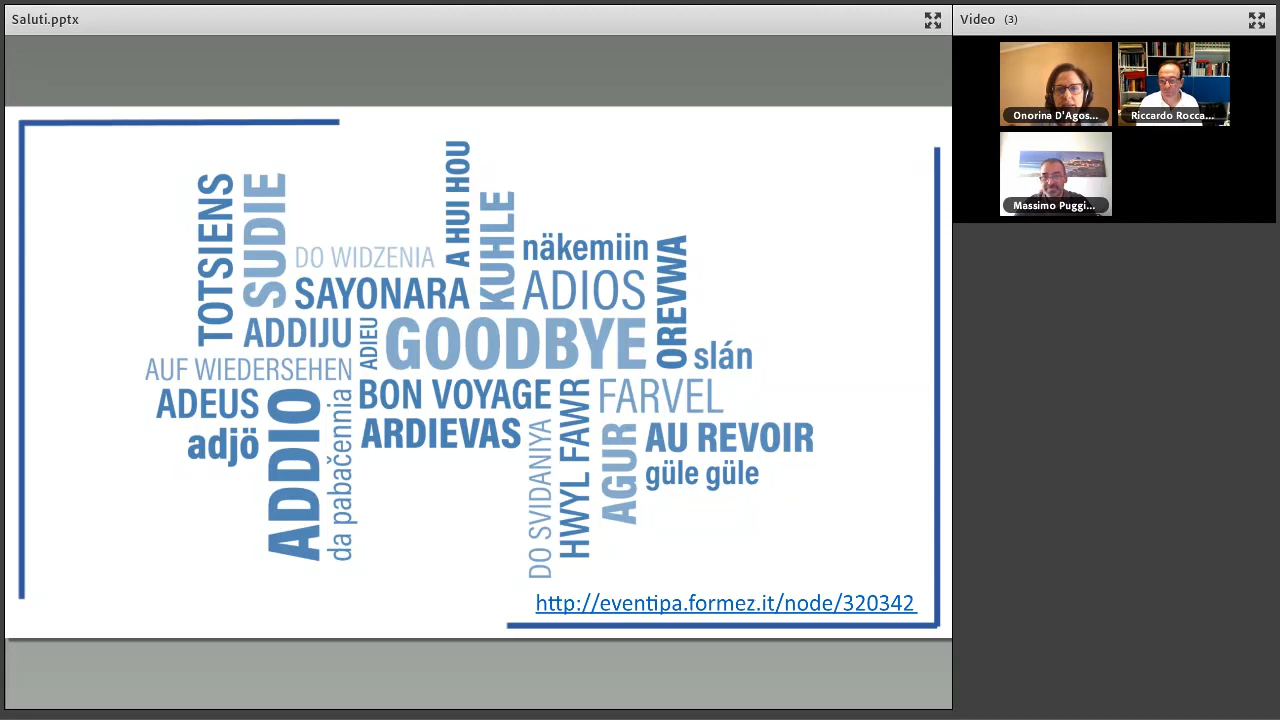 Saluti.pptx
Video (3)
Onorina D'Agos...
Riccardo Rocca...
Massimo Puggi...
TOTSIENS
SUDIE
DO WIDZENIA
A HUI HOU
KUHLE
näkemiin
SAYONARA
ADIOS
OREVWA
ADDIJU
ADIEU
GOODBYE
slán
AUF WIEDERSEHEN
ADEUS
BON VOYAGE
FARVEL
adjö
ADDIO
da pabačennia
ARDIEVAS
DO SVIDANIYA
HWYL FAWR
AGUR
AU REVOIR
güle güle
http://eventipa.formez.it/node/320342